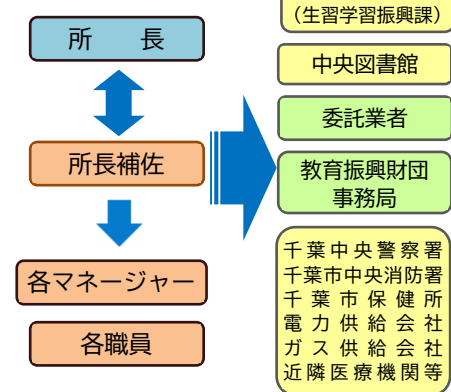 所　長
所長補佐
各マネージャー
各職員
（生習学習振興課）
中央図書館
委託業者
教育振興財団
事務局
千葉中央警察署
千葉市中央消防署
千葉市保健所
電力供給会社
ガス供給会社
近隣医療機関等